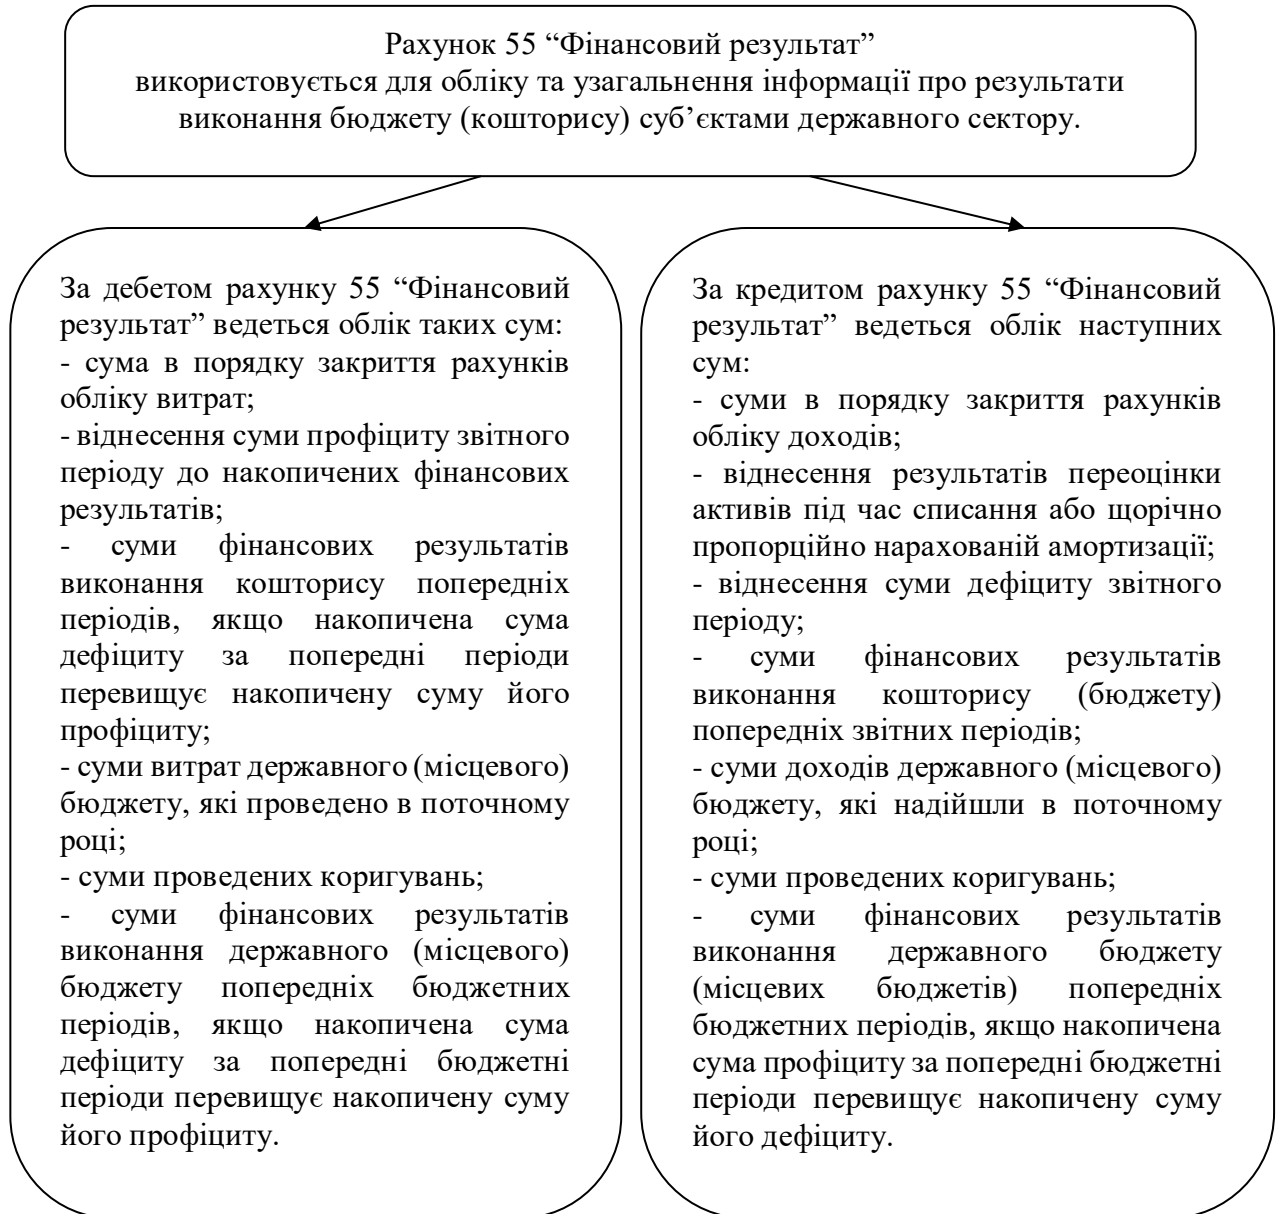 Рахунок 55 “Фінансовий результат”
використовується для обліку та узагальнення інформації про результати
виконання бюджету (кошторису) суб’єктами державного сектору.
За дебетом рахунку 55 “Фінансовий
результат” ведеться облік таких сум:
- сума в порядку закриття рахунків
обліку витрат;
- віднесення суми профіциту звітного
періоду до накопичених фінансових
результатів;
- суми фінансових результатів
виконання кошторису попередніх
періодів, якщо накопичена сума
дефіциту за попередні періоди
перевищує накопичену суму його
профіциту;
- суми витрат державного (місцевого)
бюджету, які проведено в поточному
році;
- суми проведених коригувань;
- суми фінансових результатів
виконання державного (місцевого)
бюджету попередніх бюджетних
періодів, якщо накопичена сума
дефіциту за попередні бюджетні
періоди перевищує накопичену суму
його профіциту.
За кредитом рахунку 55 “Фінансовий
результат” ведеться облік наступних
сум:
- суми в порядку закриття рахунків
обліку доходів;
- віднесення результатів переоцінки
активів під час списання або щорічно
пропорційно нарахованій амортизації;
- віднесення суми дефіциту звітного
періоду;
- суми фінансових результатів
виконання кошторису (бюджету)
попередніх звітних періодів;
- суми доходів державного (місцевого)
бюджету, які надійшли в поточному
році;
- суми проведених коригувань;
- суми фінансових результатів
виконання державного бюджету
(місцевих бюджетів) попередніх
бюджетних періодів, якщо накопичена
сума профіциту за попередні бюджетні
періоди перевищує накопичену суму
його дефіциту.